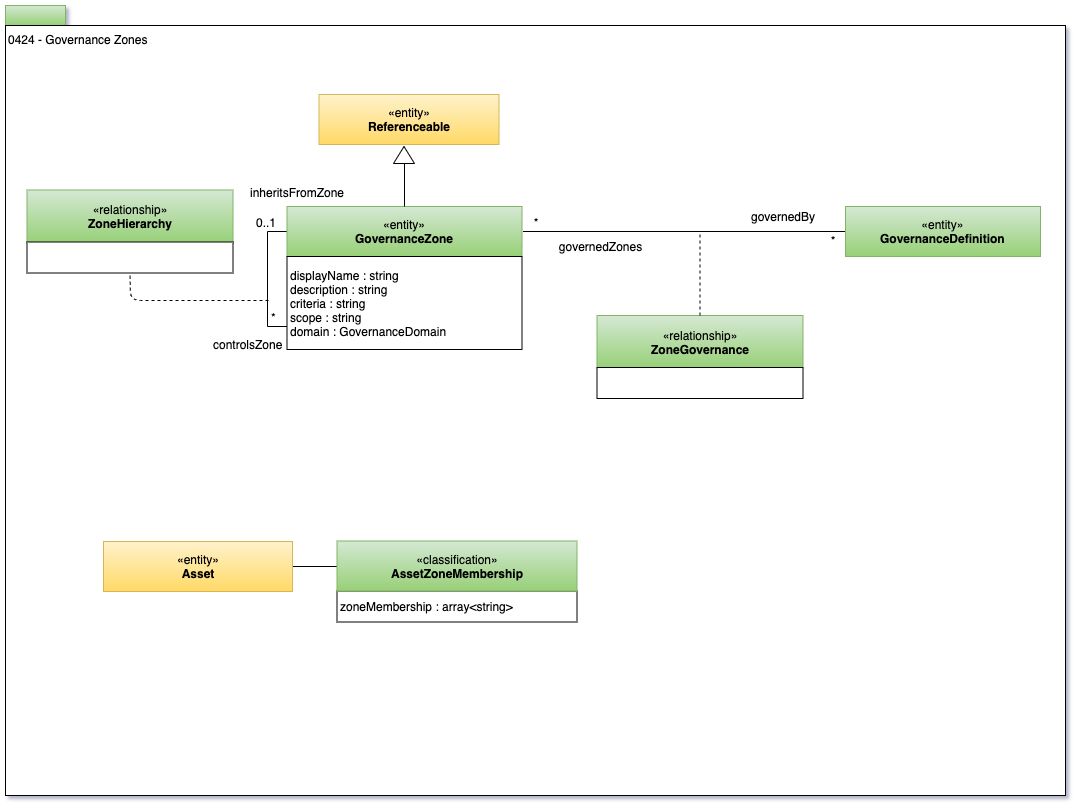 0424 - Governance Zones
«entity»
Referenceable
inheritsFromZone
«relationship»
ZoneHierarchy
0..1
«entity»
GovernanceZone
*
governedBy
governedZones
*
«entity»
GovernanceDefinition
displayName : string
description : string
criteria : string
scope : string
domain : GovernanceDomain
*
controlsZone
«relationship»
ZoneGovernance
«entity»
Asset
«classification»
AssetZoneMembership
zoneMembership : array<string>